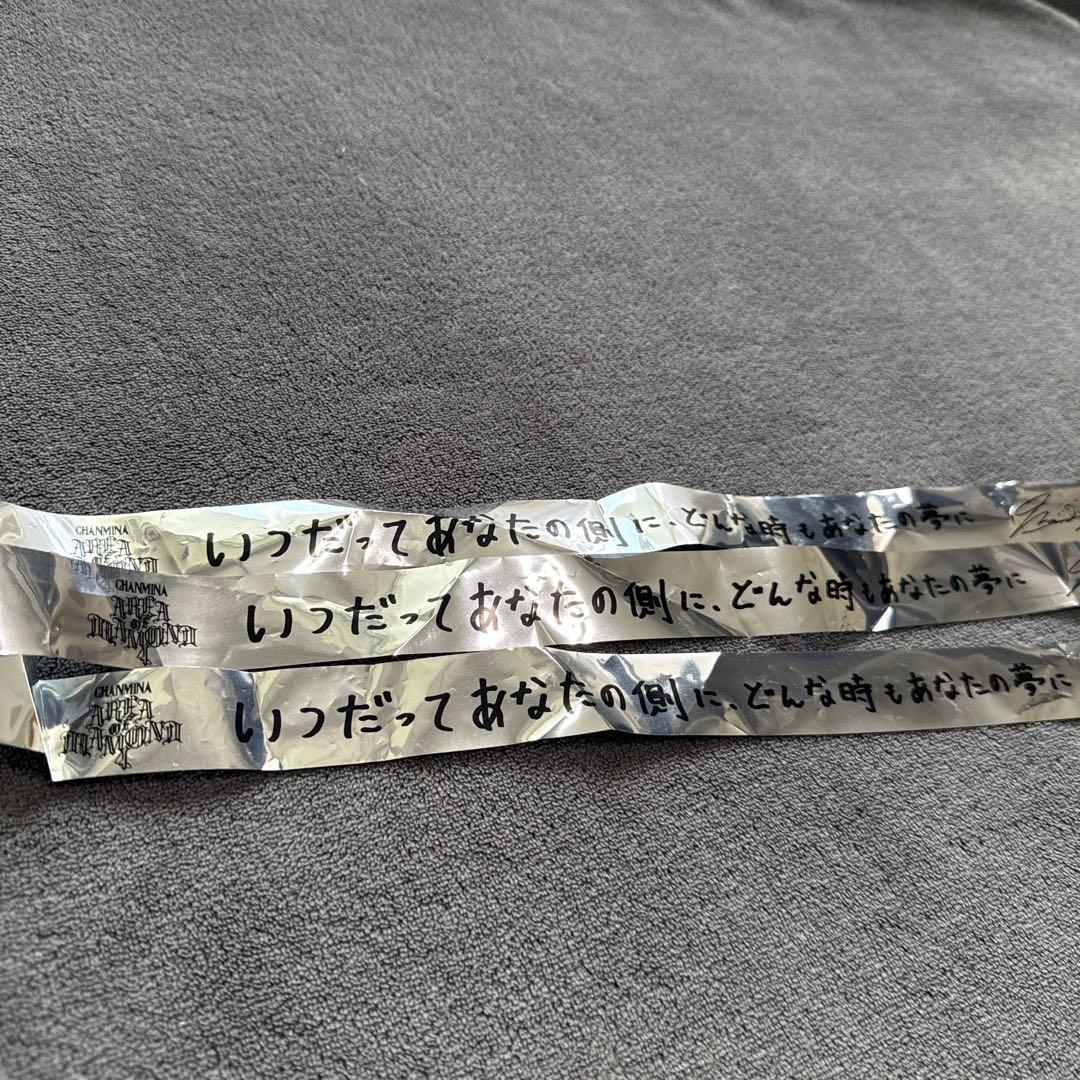 CHANMINA
AREA
OF
DIAMOND
いつだってあなたの側に、どんな時もあなたの夢に
CHANMINA
AREA
OF
DIAMOND
いつだってあなたの側に、どんな時もあなたの夢に
CHANMINA
AREA
OF
DIAMOND
いつだってあなたの側に、どんな時もあなたの夢に